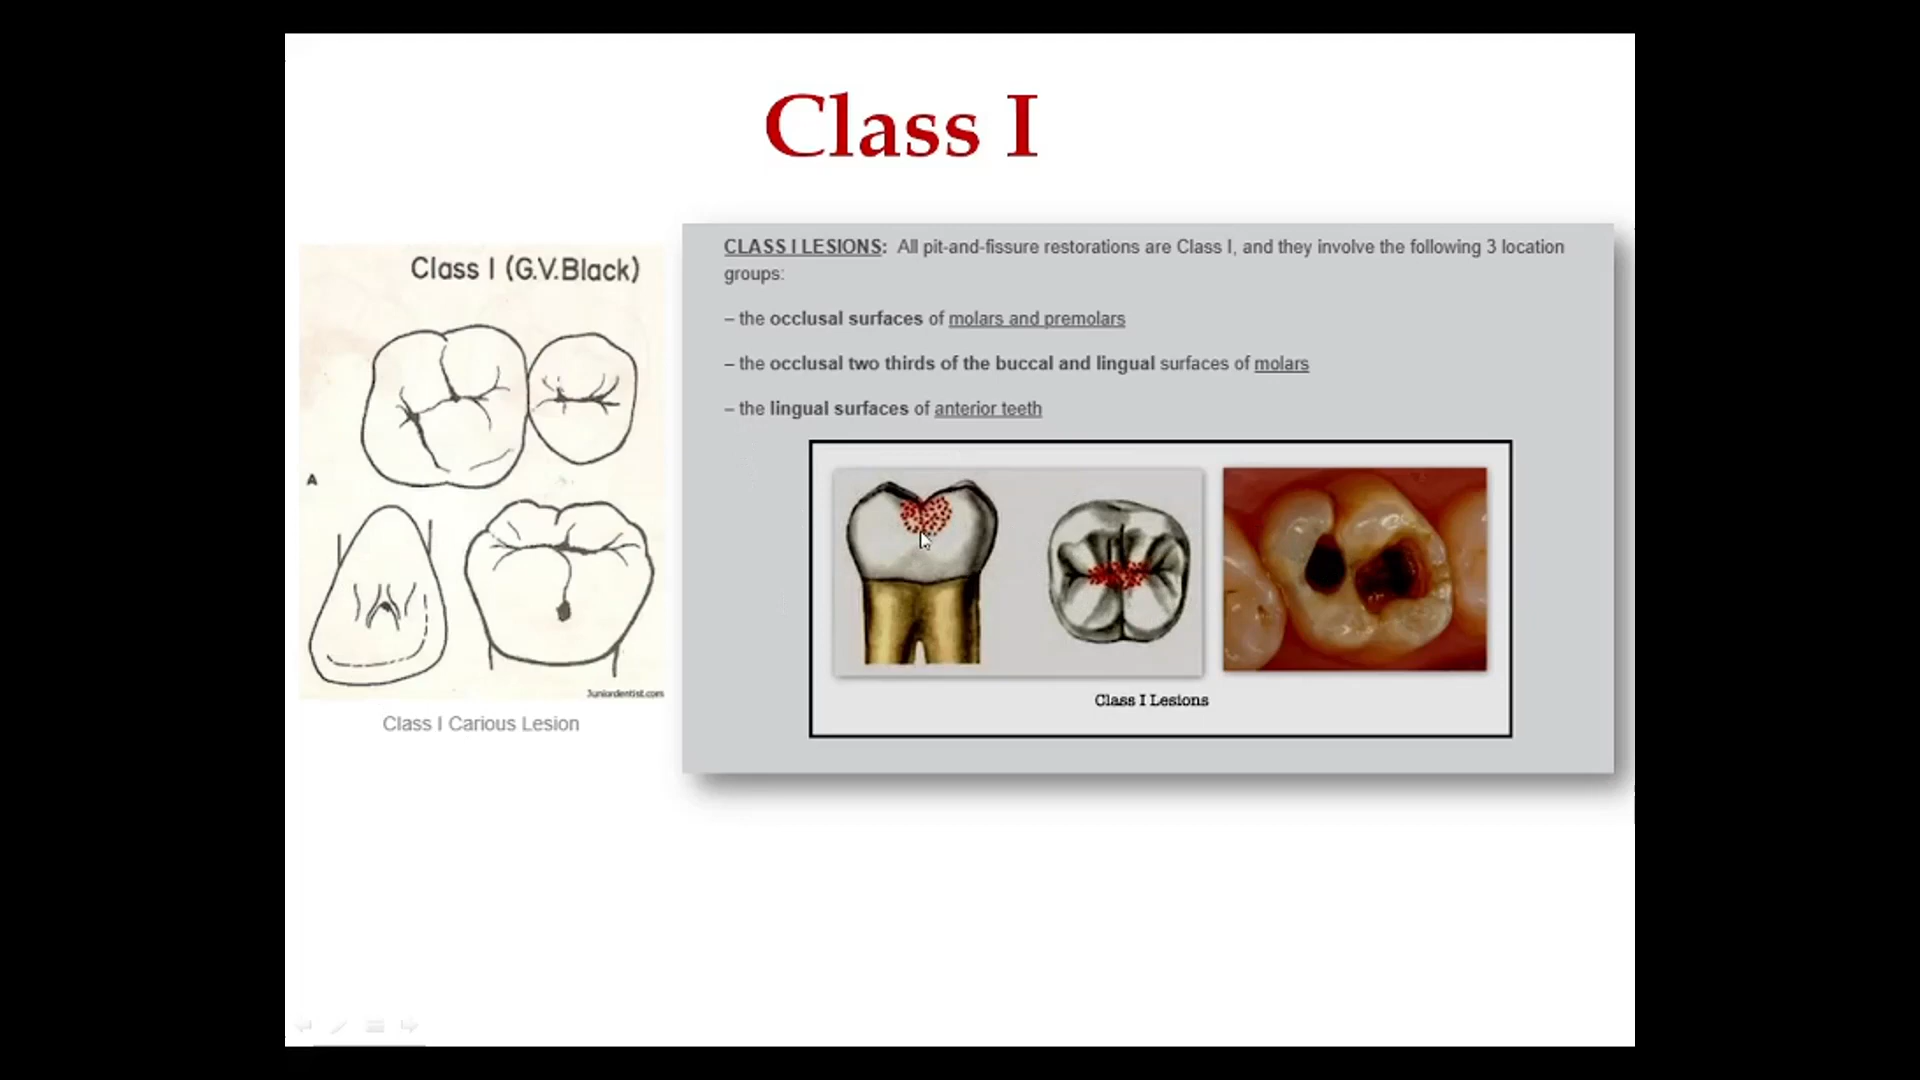 Class I
Class I (G.V.Black)
A
Juniordentist.com
Class I Carious Lesion
CLASS I LESIONS: All pit-and-fissure restorations are Class I, and they involve the following 3 location
groups:
– the occlusal surfaces of molars and premolars
– the occlusal two thirds of the buccal and lingual surfaces of molars
– the lingual surfaces of anterior teeth
Class I Lesions